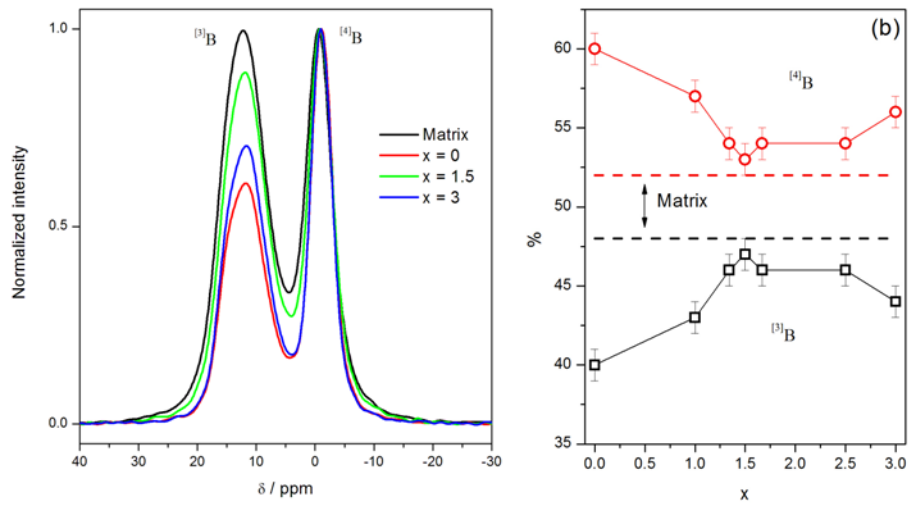 [3]B
[4]B
Matrix
x = 0
x = 1.5
x = 3
Normalized intensity
1.0
0.5
0.0
40 30 20 10 0 -10 -20 -30 -40
δ / ppm
(b)
[4]B
Matrix
[3]B
%
60
55
50
45
40
35
0.0 0.5 1.0 1.5 2.0 2.5 3.0
x